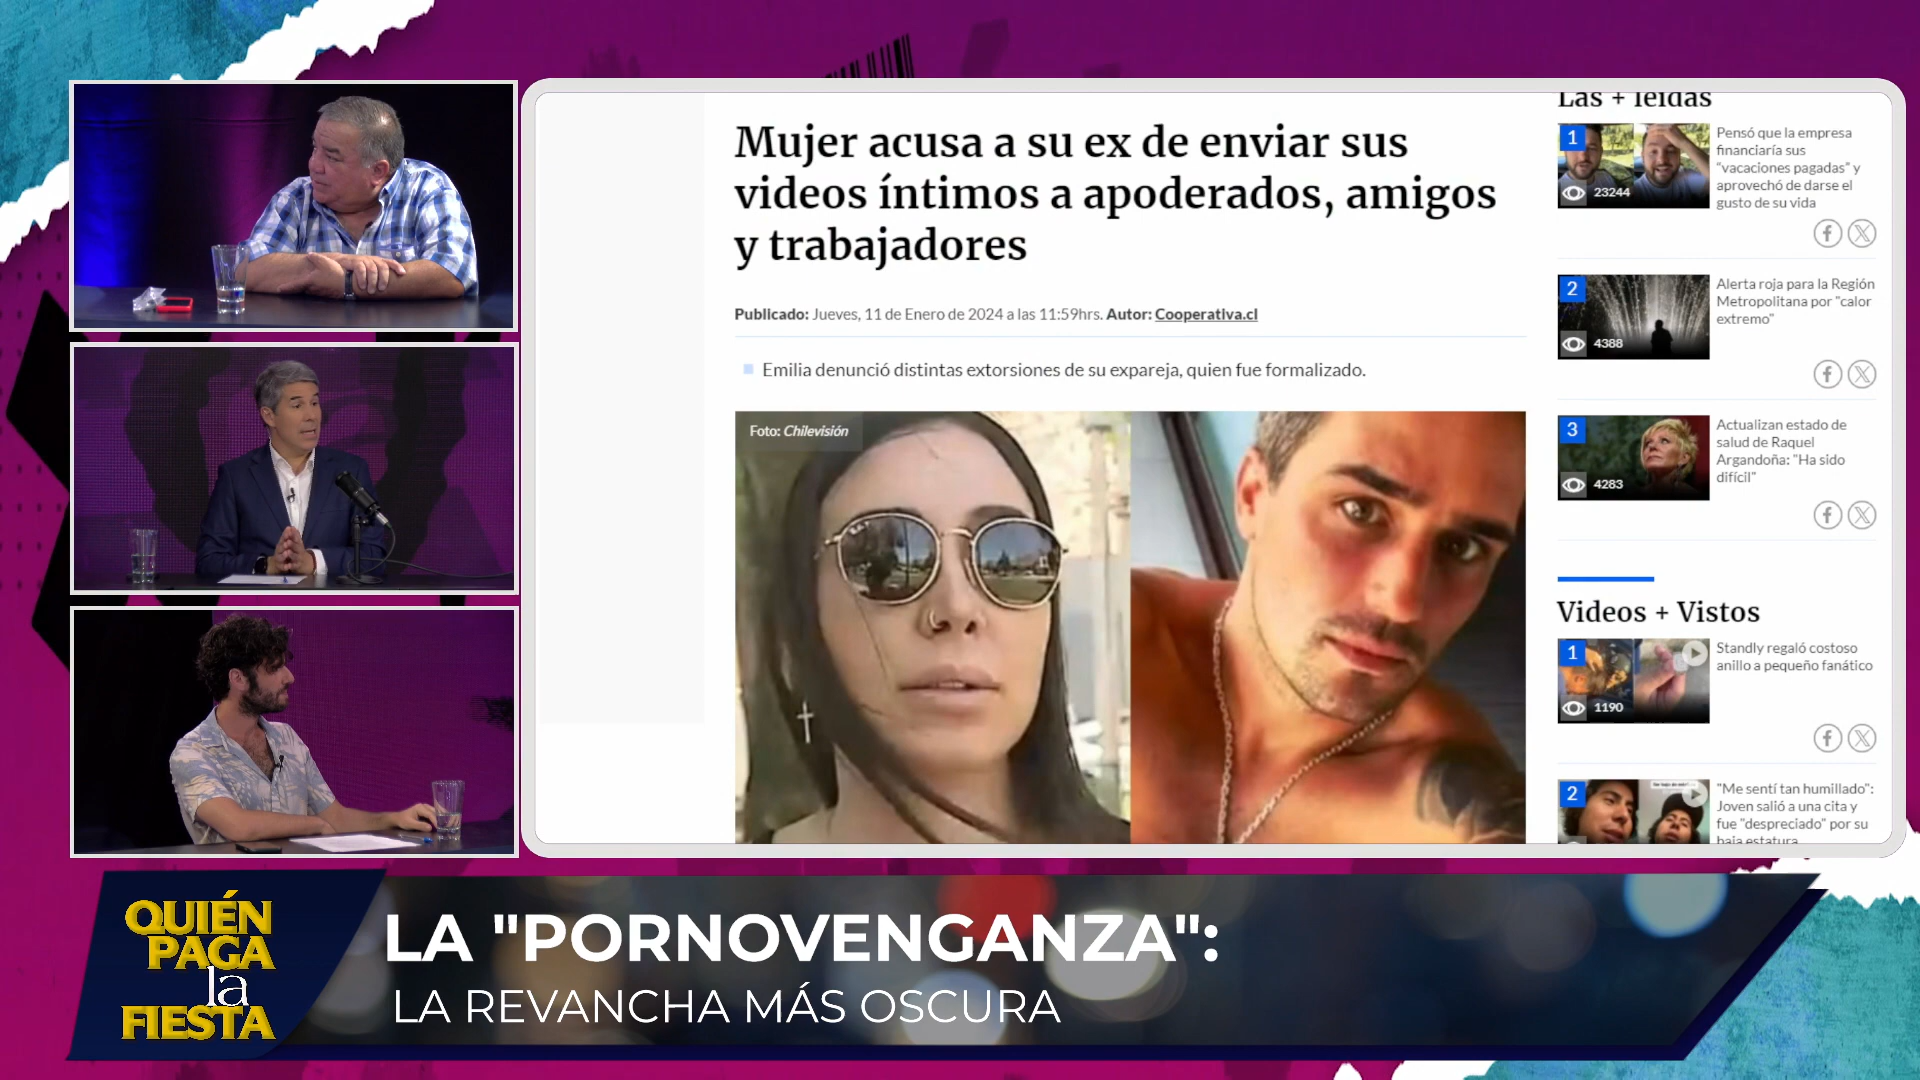 Mujer acusa a su ex de enviar sus
videos íntimos a apoderados, amigos
y trabajadores
Publicado: Jueves, 11 de Enero de 2024 a las 11:59hrs. Autor: Cooperativa.cl
Emilia denunció distintas extorsiones de su expareja, quien fue formalizado.
Foto: Chilevisión
Las + leídas
1
23244
Pensó que la empresa
financiaría sus
"vacaciones pagadas" y
aprovechó de darse el
gusto de su vida
2
4388
Alerta roja para la Región
Metropolitana por "calor
extremo"
3
4283
Actualizan estado de
salud de Raquel
Argandoña: "Ha sido
difícil"
Videos + Vistos
1
1190
Standly regaló costoso
anillo a pequeño fanático
2
"Me sentí tan humillado":
Joven salió a una cita y
fue "despreciado" por su
baja estatura
QUIÉN
PAGA
la
FIESTA
LA "PORNOVENGANZA":
LA REVANCHA MÁS OSCURA